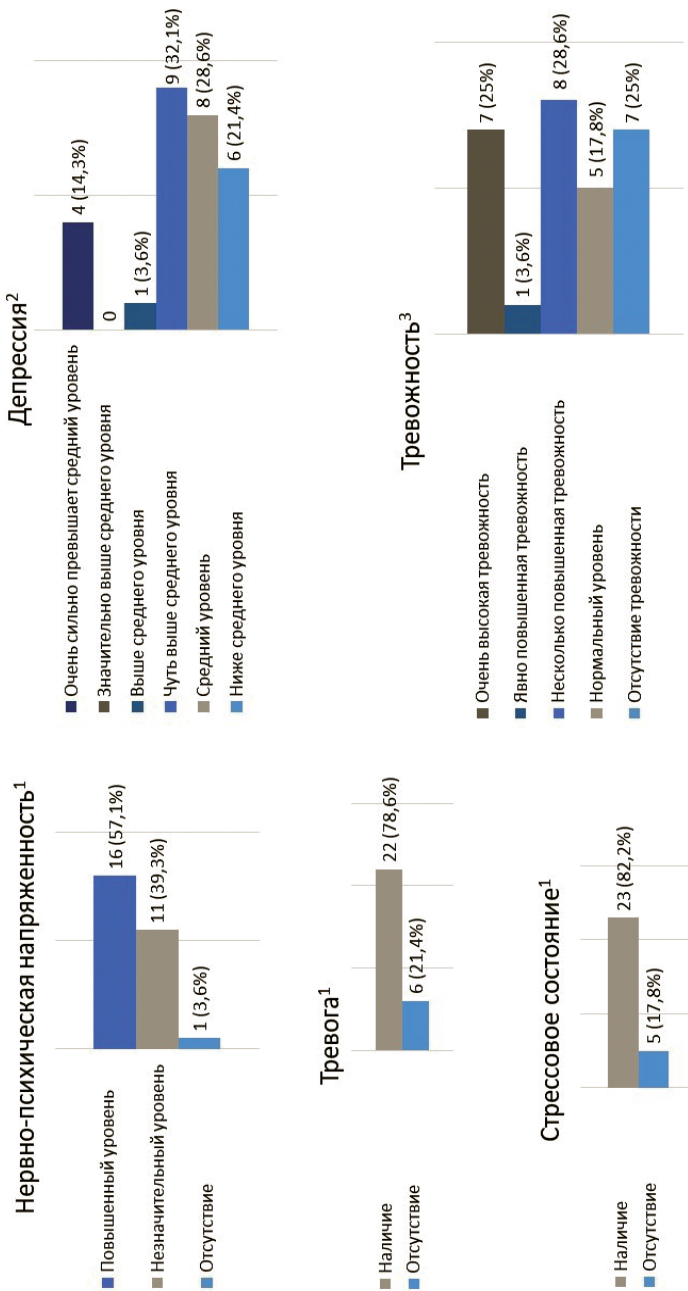 Нервно-психическая напряженность¹
Повышенный уровень
Незначительный уровень
Отсутствие
16 (57,1%)
11 (39,3%)
1 (3,6%)
Тревога¹
Наличие
Отсутствие
22 (78,6%)
6 (21,4%)
Стрессовое состояние¹
Наличие
Отсутствие
23 (82,2%)
5 (17,8%)
Депрессия²
Очень сильно превышает средний уровень
Значительно выше среднего уровня
Выше среднего уровня
Чуть выше среднего уровня
Средний уровень
Ниже среднего уровня
4 (14,3%)
0
1 (3,6%)
9 (32,1%)
8 (28,6%)
6 (21,4%)
Тревожность³
Очень высокая тревожность
Явно повышенная тревожность
Несколько повышенная тревожность
Нормальный уровень
Отсутствие тревожности
7 (25%)
1 (3,6%)
8 (28,6%)
5 (17,8%)
7 (25%)